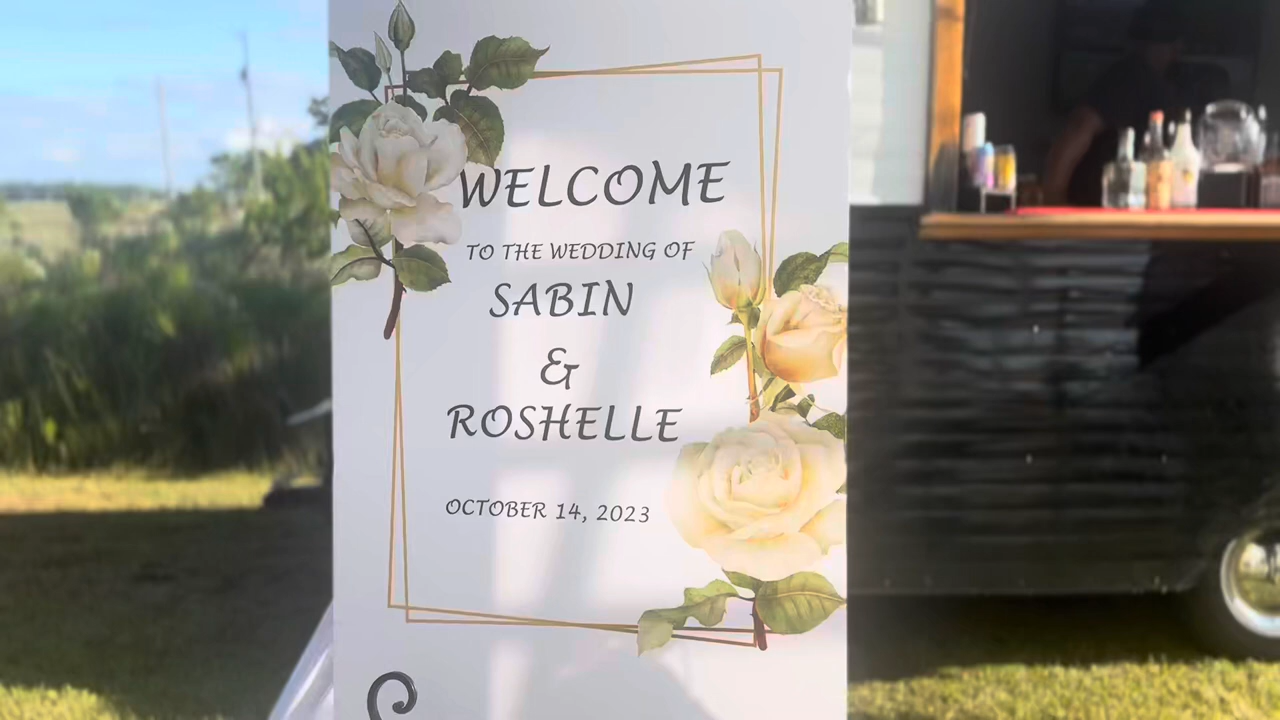 WELCOME
TO THE WEDDING OF
SABIN
&
ROSHELLE
OCTOBER 14, 2023